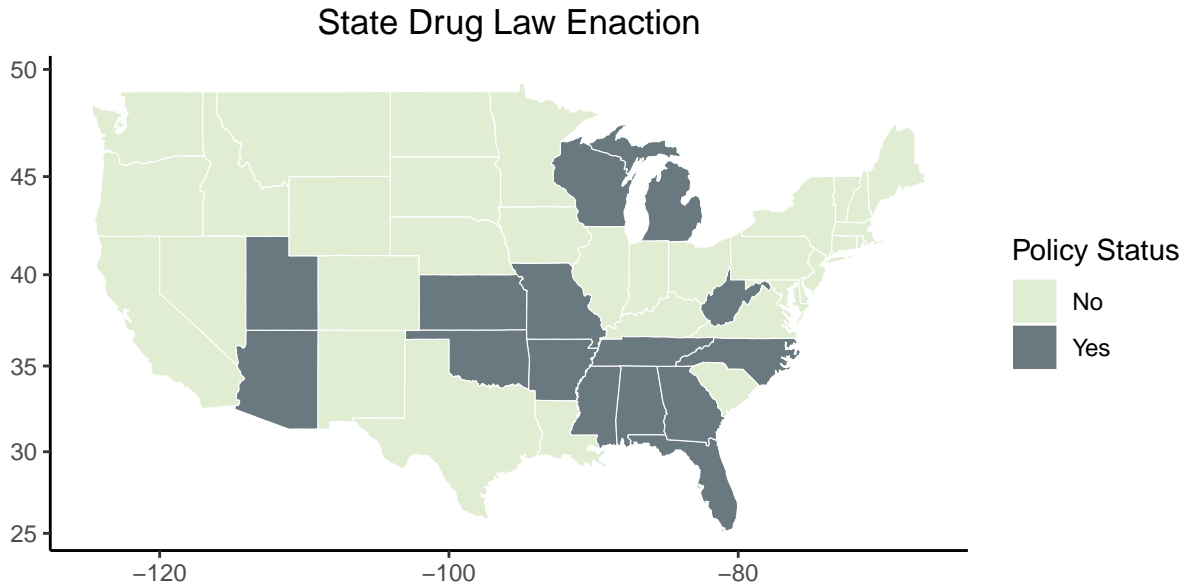 State Drug Law Enaction
50
45
40
35
30
25
−120
−100
−80
Policy Status
No
Yes